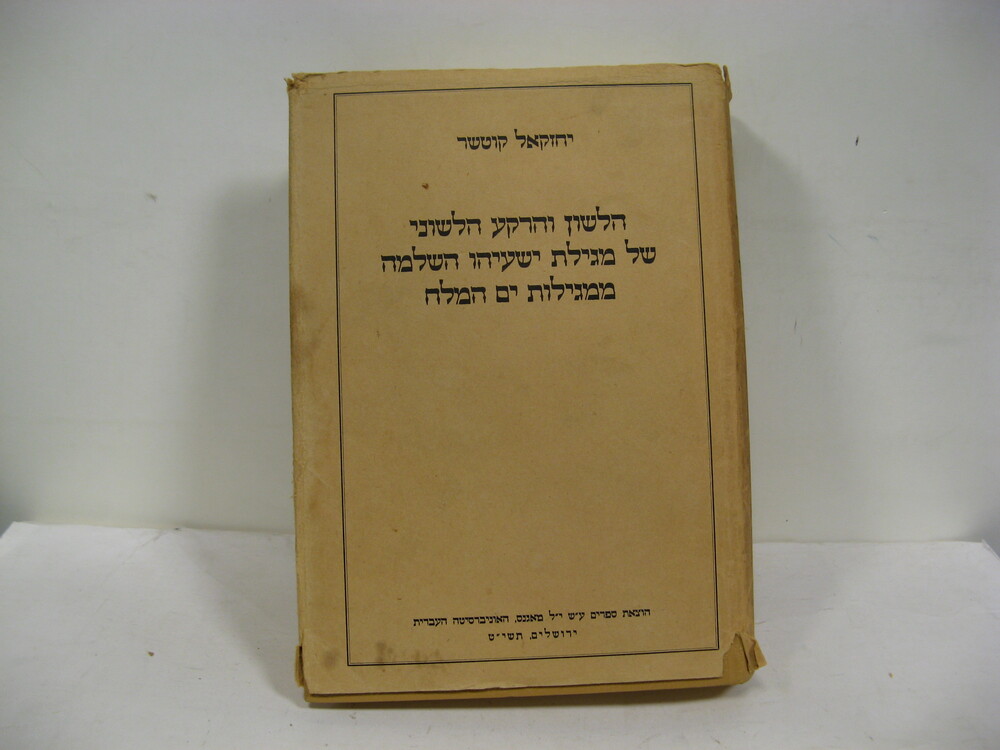 יחזקאל קוטשר
הלשון והרקע הלשוני
של מגילת ישעיהו השלמה
ממגילות ים המלח
הוצאת ספרים ע״ש י״ל מאגנס, האוניברסיטה העברית
ירושלים, תשי״ט